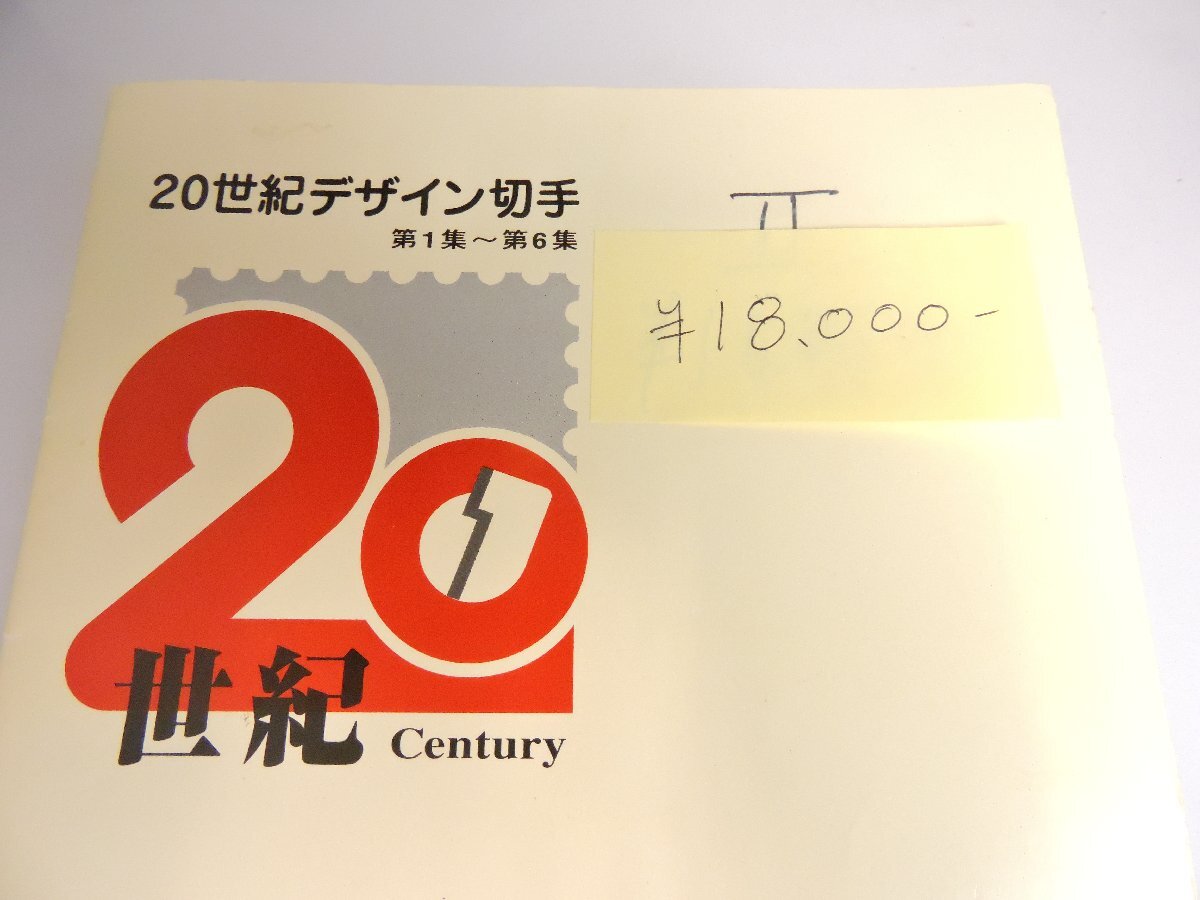 20世紀デザイン切手
第1集～第6集
¥18,000-
20
世紀 Century